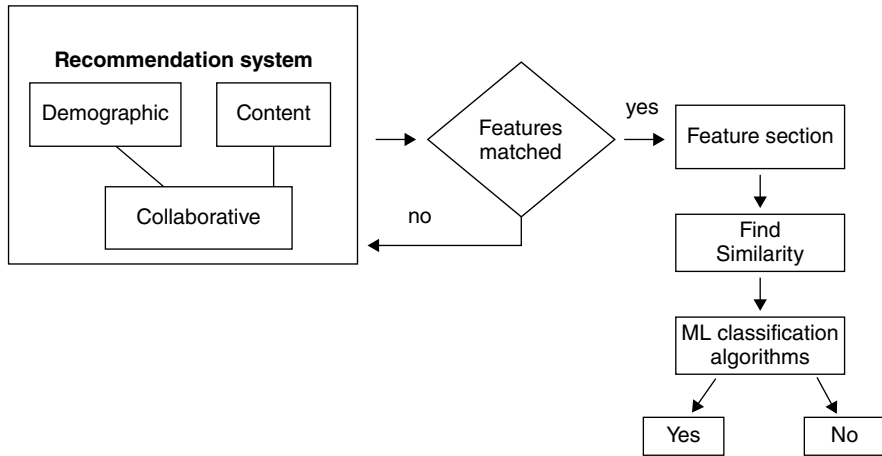 Recommendation system
Demographic
Content
Collaborative
Features
matched
yes
no
Feature section
Find
Similarity
ML classification
algorithms
Yes
No